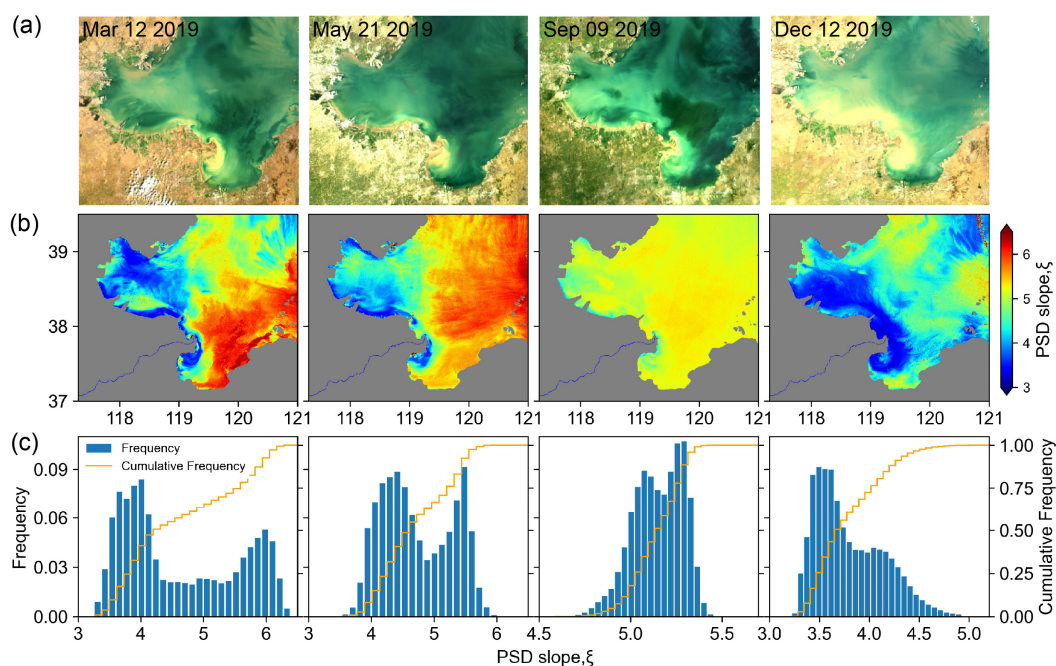 (a)
Mar 12 2019 May 21 2019 Sep 09 2019 Dec 12 2019
(b)
39
38
37
118 119 120 121 118 119 120 121 118 119 120 121 118 119 120 121
6
5
4
3
PSD slope,ξ
(c)
Frequency
Cumulative Frequency
0.09
0.06
0.03
0.00
Frequency
1.00
0.75
0.50
0.25
0.00
Cumulative Frequency
3 4 5 6 3 4 5 6 4.5 5.0 5.5 3.0 3.5 4.0 4.5 5.0
PSD slope,ξ